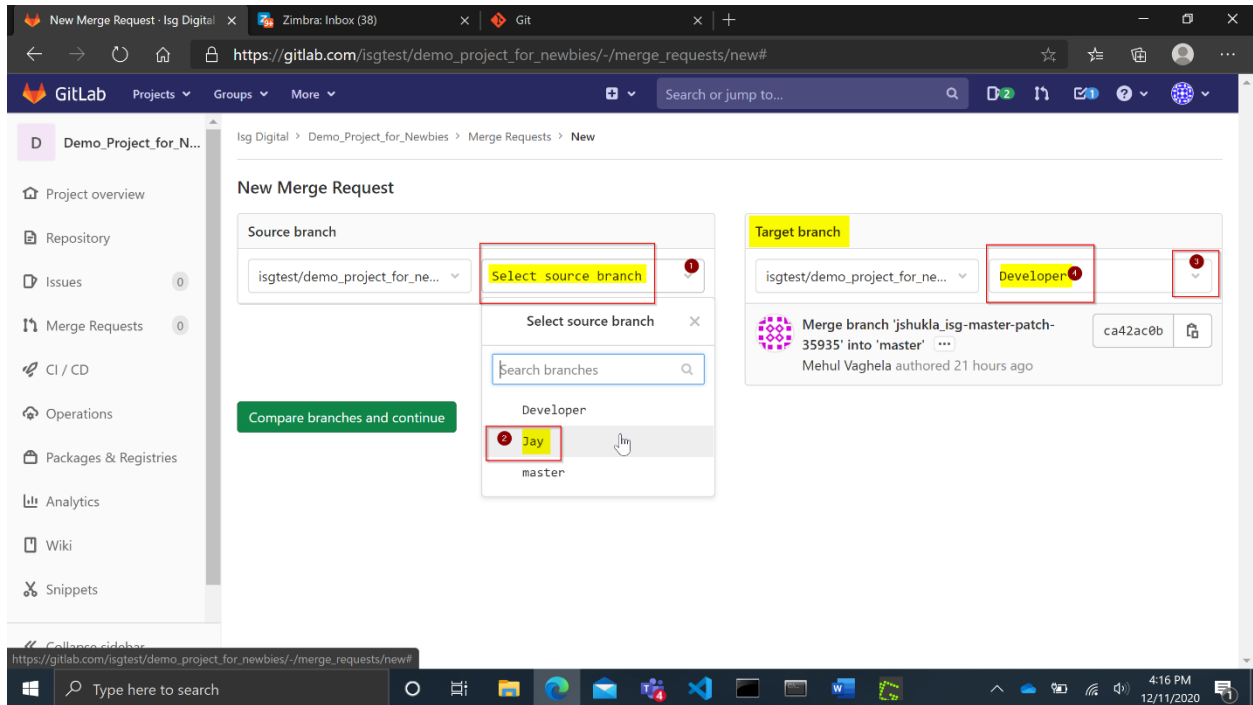 New Merge Request · Isg Digital
Zimbra: Inbox (38)
Git
https://gitlab.com/isgtest/demo_project_for_newbies/-/merge_requests/new#
GitLab Projects Groups More Search or jump to... 2 1
D Demo_Project_for_N...
Project overview
Repository
Issues 0
Merge Requests 0
CI / CD
Operations
Packages & Registries
Analytics
Wiki
Snippets
Collapse sidebar
Isg Digital > Demo_Project_for_Newbies > Merge Requests > New
New Merge Request
Source branch
isgtest/demo_project_for_ne...
Select source branch 1
Select source branch
Search branches
Developer
2 Jay
master
Compare branches and continue
Target branch
isgtest/demo_project_for_ne...
Developer 4
3
Merge branch 'jshukla_isg-master-patch-
35935' into 'master' ...
Mehul Vaghela authored 21 hours ago
ca42ac0b
https://gitlab.com/isgtest/demo_project_for_newbies/-/merge_requests/new#
Type here to search
4:16 PM
12/11/2020